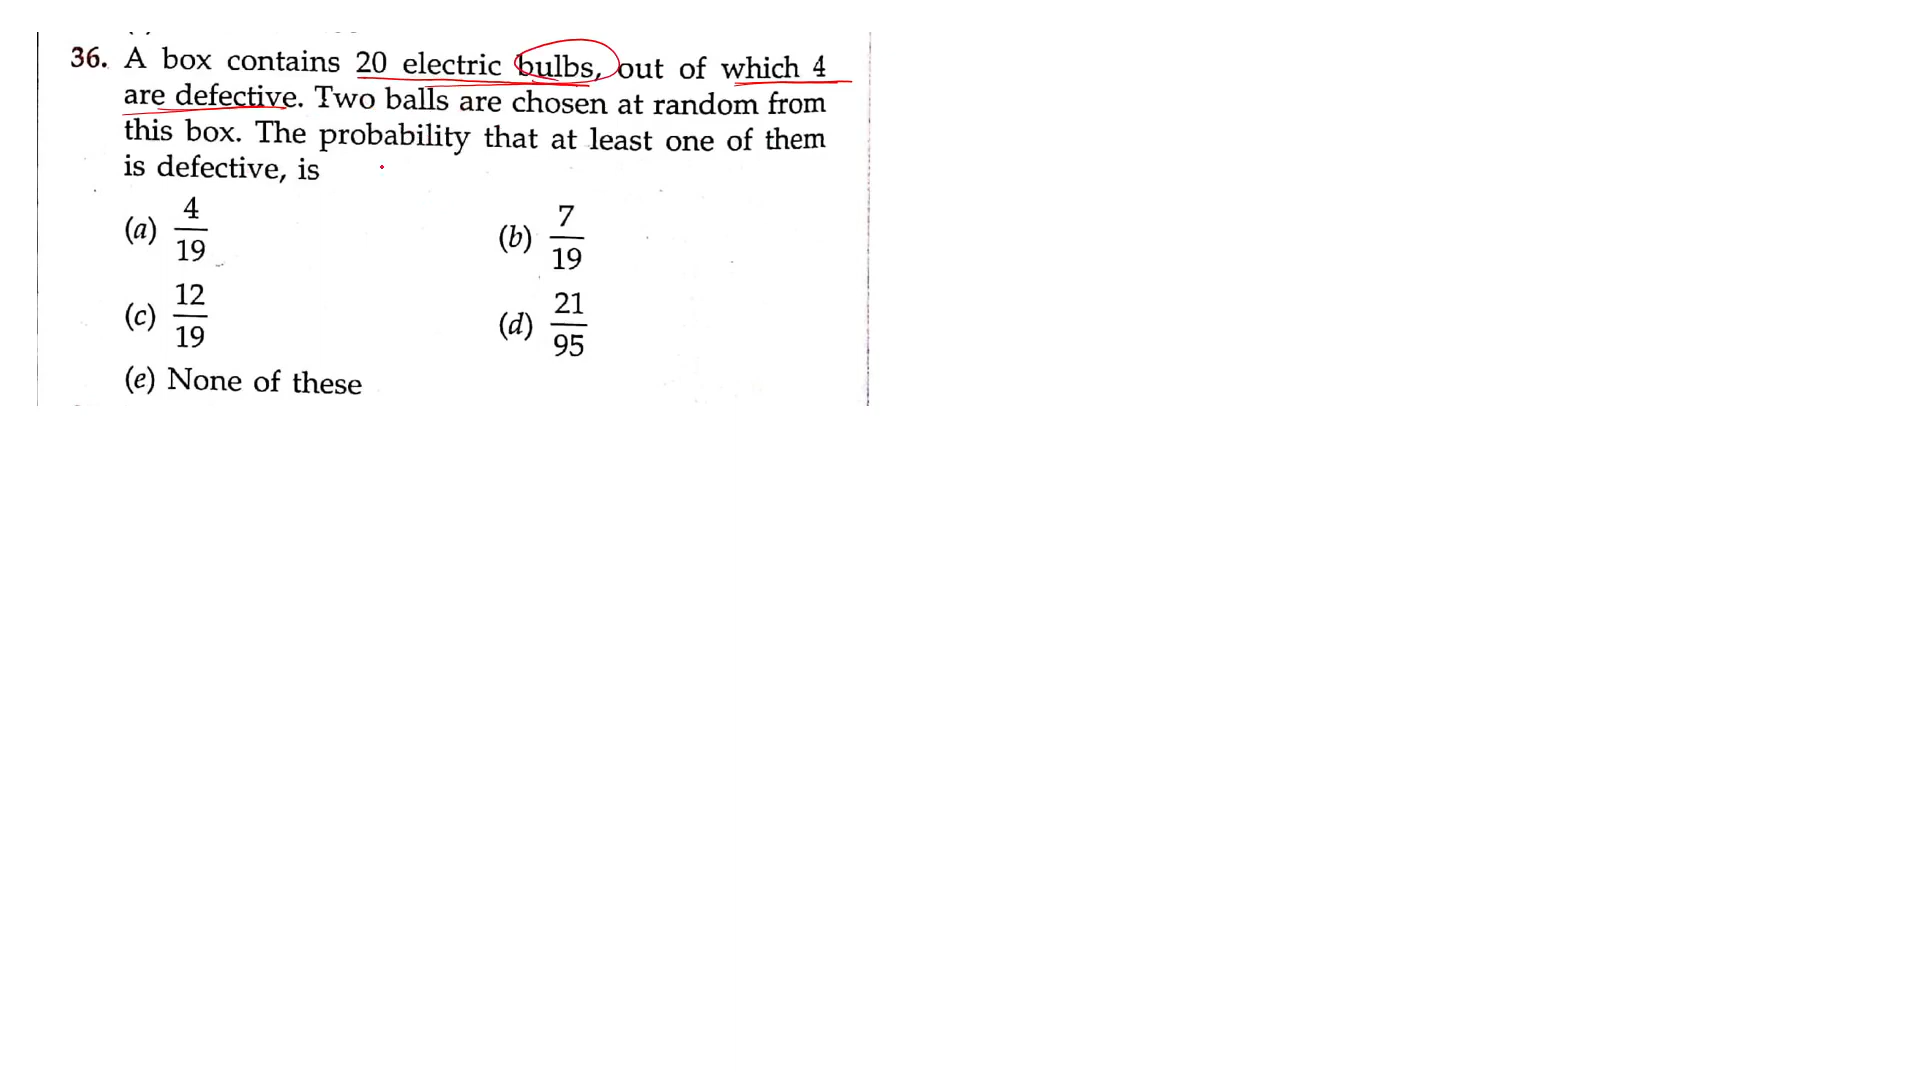 36. A box contains 20 electric bulbs, out of which 4
are defective. Two balls are chosen at random from
this box. The probability that at least one of them
is defective, is
(a) 4/19 (b) 7/19
(c) 12/19 (d) 21/95
(e) None of these